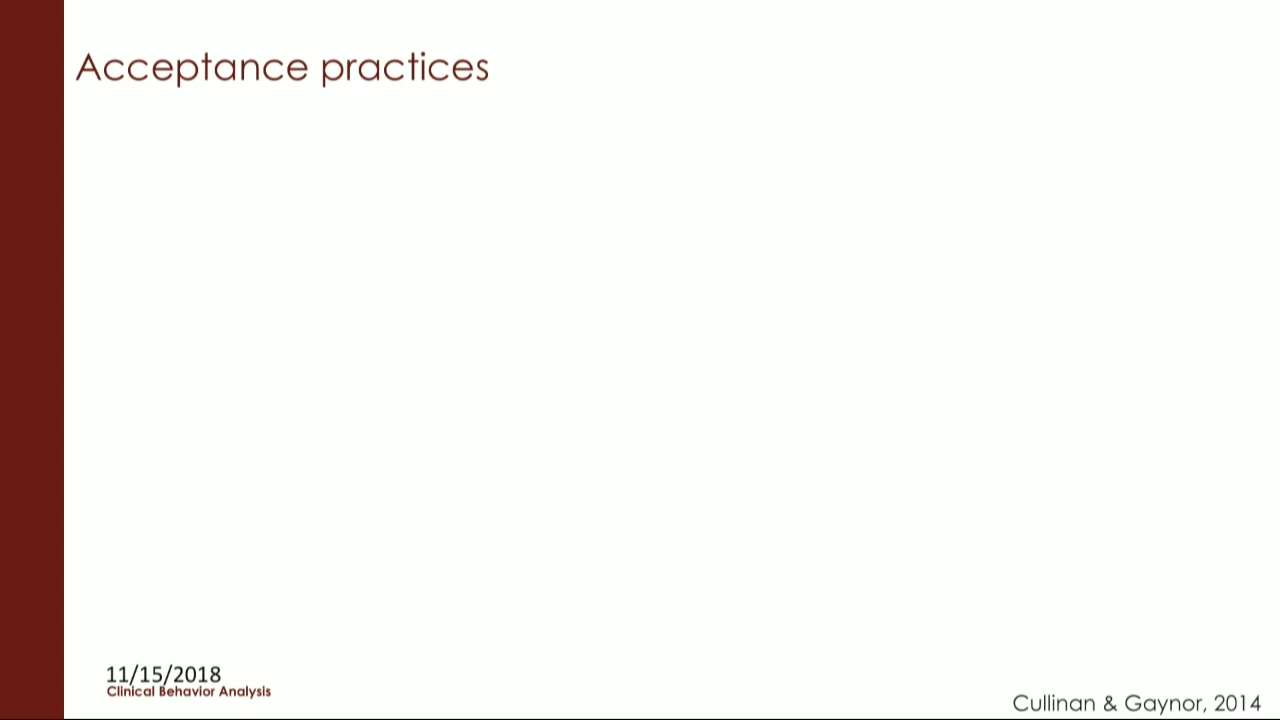 Acceptance practices
11/15/2018
Clinical Behavior Analysis
Cullinan & Gaynor, 2014